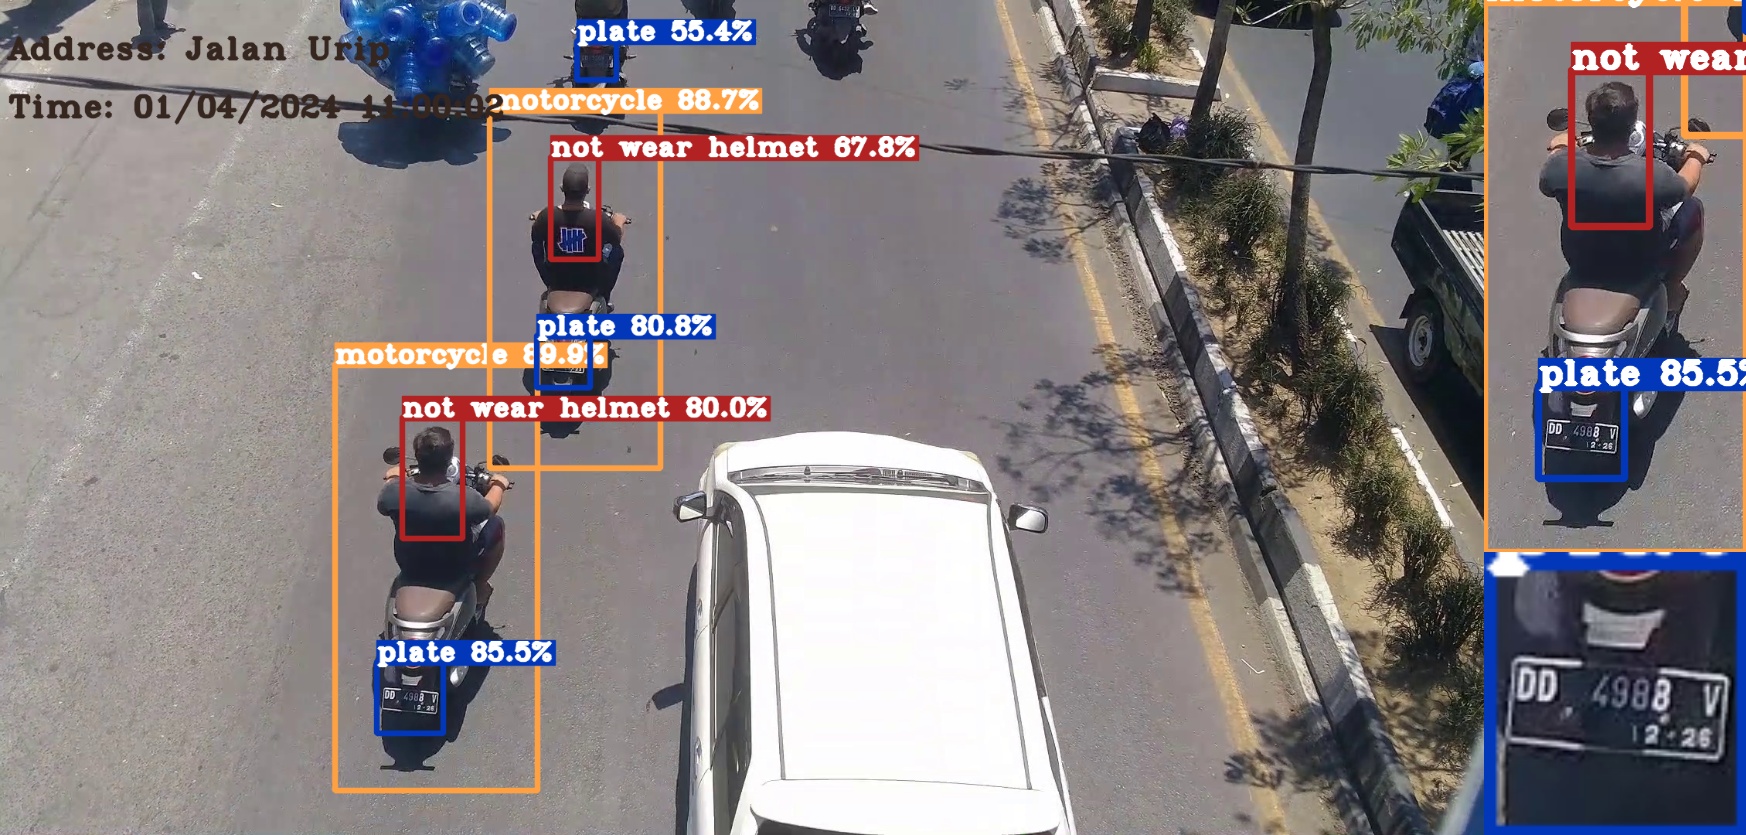 Address: Jalan Urip
Time: 01/04/2024 11:00:02
plate 55.4%
motorcycle 88.7%
not wear helmet 67.8%
plate 80.8%
motorcycle 89.9%
not wear helmet 80.0%
plate 85.5%
DD 4988 V
12·26
not wear
plate 85.5%
DD 4988 V
12·26
DD 4988 V
12·26